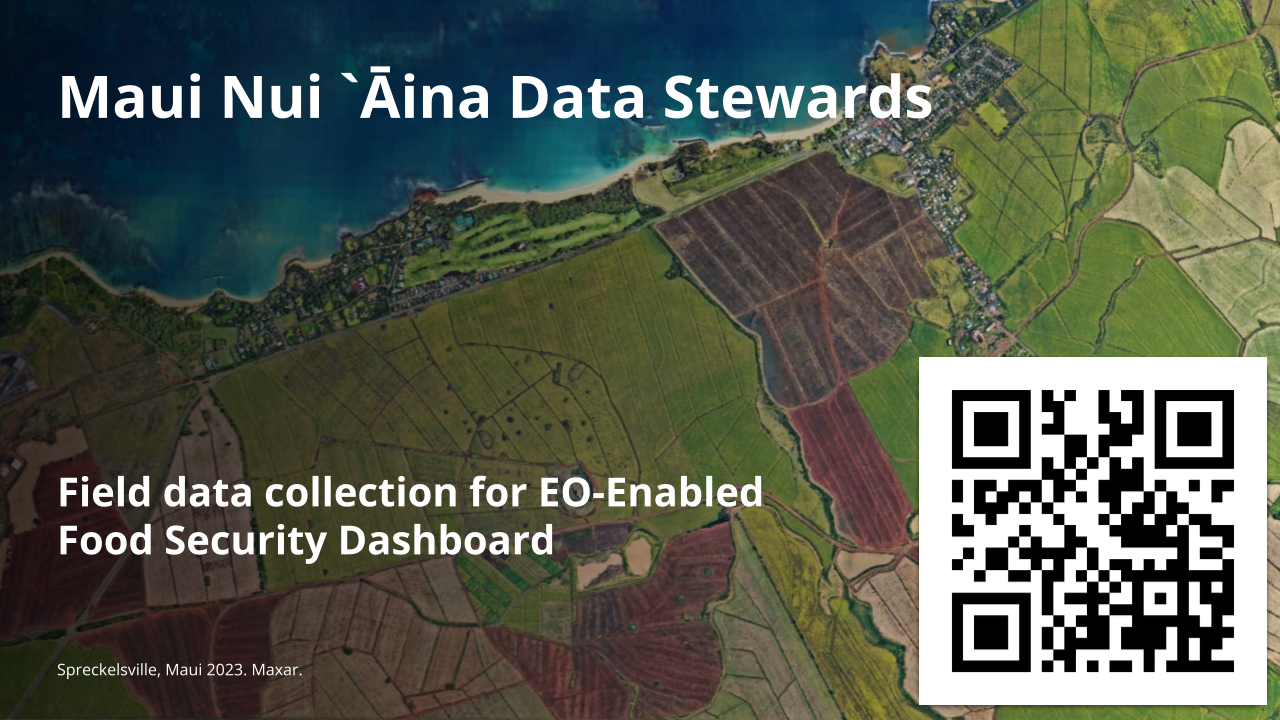 Maui Nui `Āina Data Stewards
Field data collection for EO-Enabled
Food Security Dashboard
Spreckelsville, Maui 2023. Maxar.